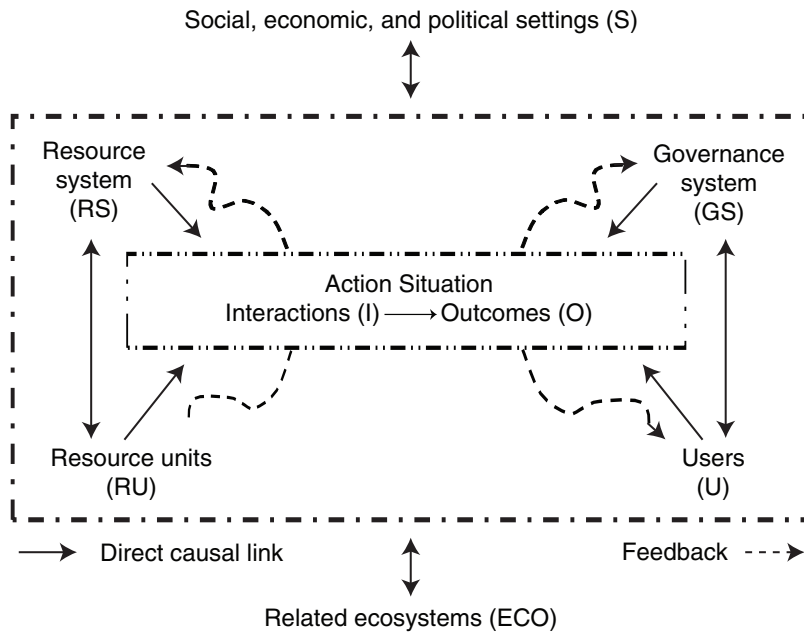 Social, economic, and political settings (S)
Resource
system
(RS)
Governance
system
(GS)
Action Situation
Interactions (I) Outcomes (O)
Resource units
(RU)
Users
(U)
Direct causal link
Feedback
Related ecosystems (ECO)